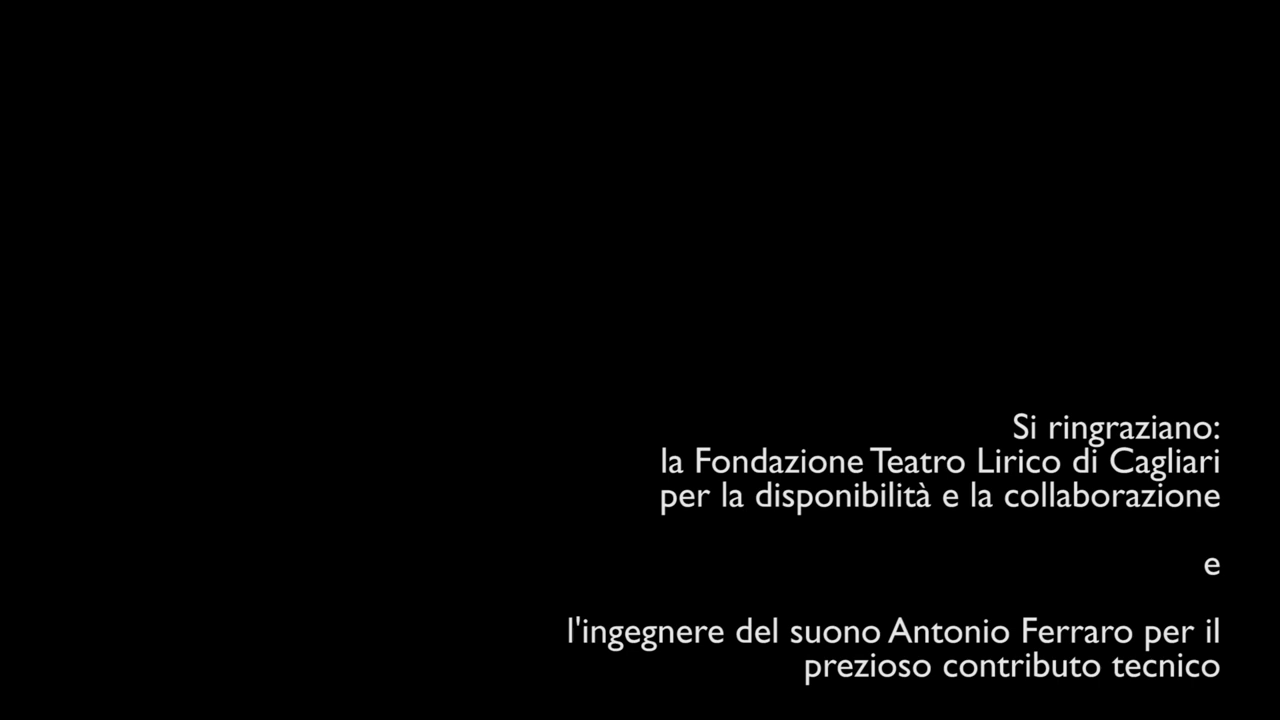 Si ringraziano:
la Fondazione Teatro Lirico di Cagliari
per la disponibilità e la collaborazione
e
l'ingegnere del suono Antonio Ferraro per il
prezioso contributo tecnico